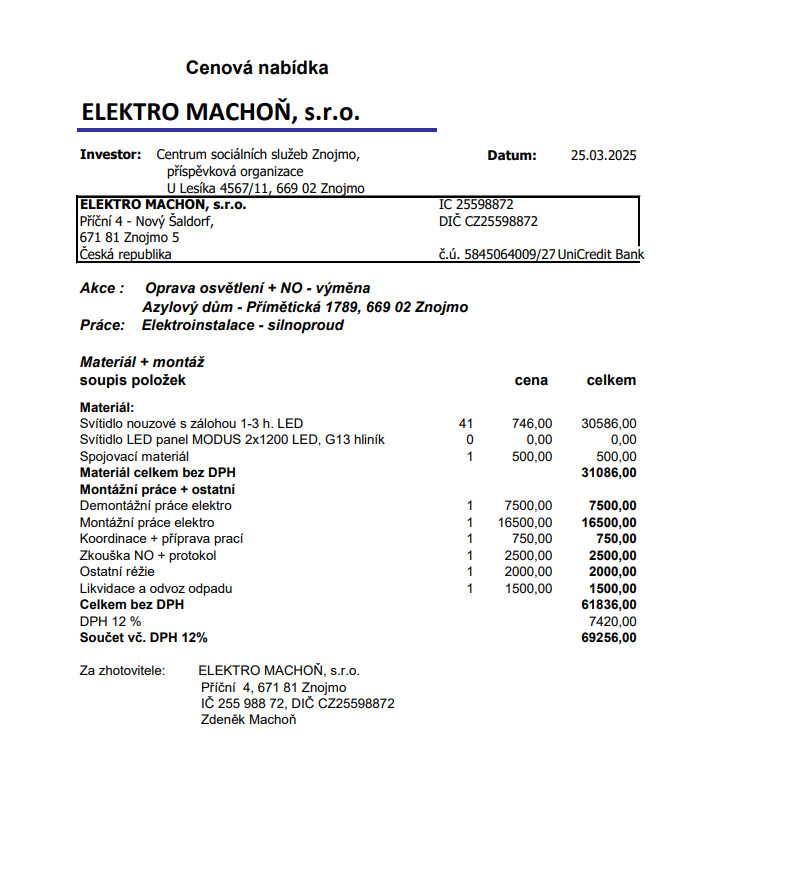 Cenová nabídka
ELEKTRO MACHOŇ, s.r.o.
Investor: Centrum sociálních služeb Znojmo, Datum: 25.03.2025
příspěvková organizace
U Lesíka 4567/11, 669 02 Znojmo
ELEKTRO MACHOŇ, s.r.o. IČ 25598872
Příční 4 - Nový Šaldorf, DIČ CZ25598872
671 81 Znojmo 5
Česká republika č.ú. 5845064009/27 UniCredit Bank
Akce : Oprava osvětlení + NO - výměna
Azylový dům - Přímětická 1789, 669 02 Znojmo
Práce: Elektroinstalace - silnoproud
Materiál + montáž
soupis položek cena celkem
Materiál:
Svítidlo nouzové s zálohou 1-3 h. LED 41 746,00 30586,00
Svítidlo LED panel MODUS 2x1200 LED, G13 hliník 0 0,00 0,00
Spojovací materiál 1 500,00 500,00
Materiál celkem bez DPH 31086,00
Montážní práce + ostatní
Demontážní práce elektro 1 7500,00 7500,00
Montážní práce elektro 1 16500,00 16500,00
Koordinace + příprava prací 1 750,00 750,00
Zkouška NO + protokol 1 2500,00 2500,00
Ostatní réžie 1 2000,00 2000,00
Likvidace a odvoz odpadu 1 1500,00 1500,00
Celkem bez DPH 61836,00
DPH 12 % 7420,00
Součet vč. DPH 12% 69256,00
Za zhotovitele: ELEKTRO MACHOŇ, s.r.o.
Příční 4, 671 81 Znojmo
IČ 255 988 72, DIČ CZ25598872
Zdeněk Machoň